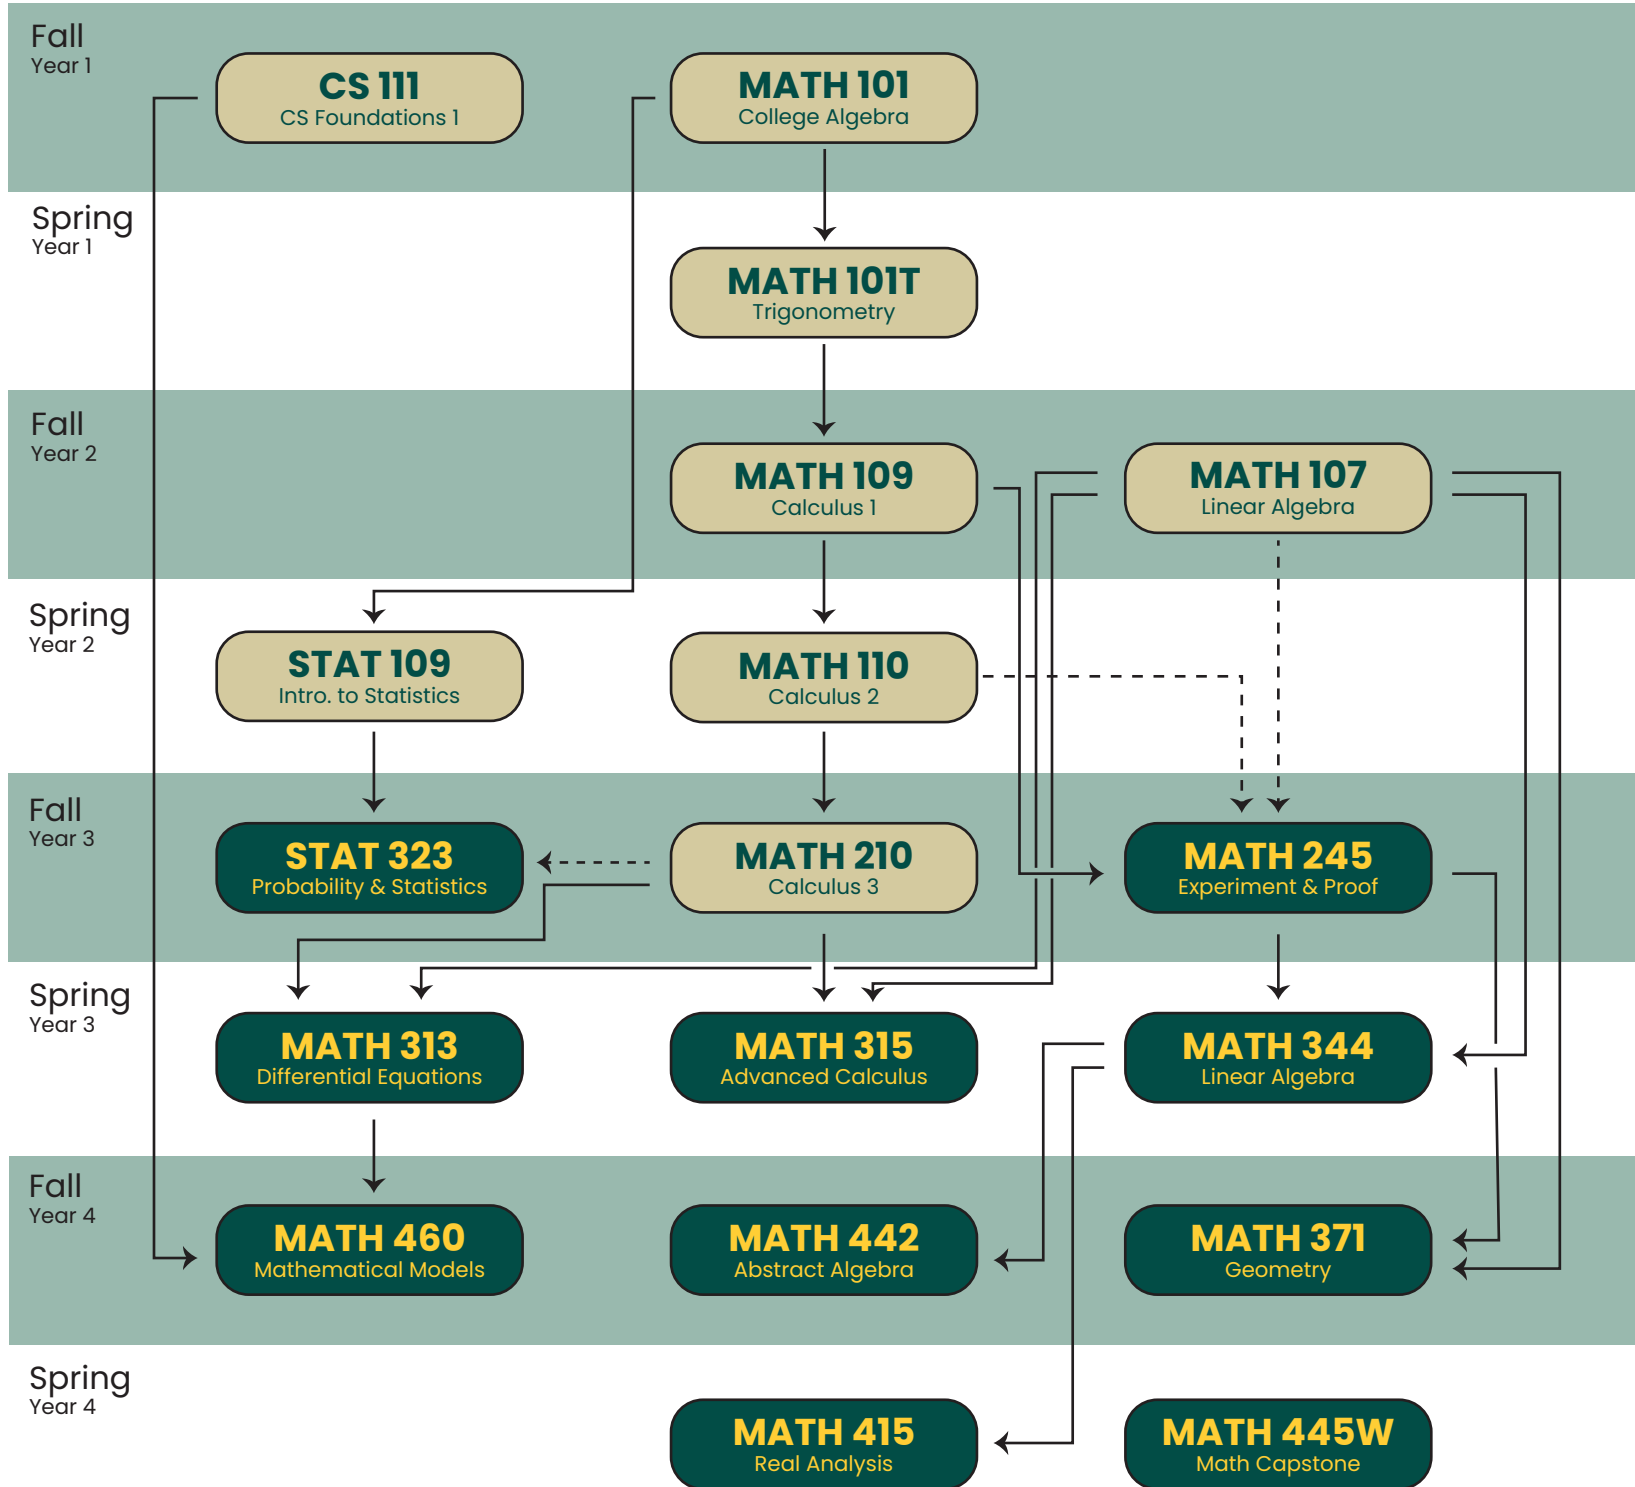 Fall
Year 1
CS 111
CS Foundations 1
MATH 101
College Algebra
Spring
Year 1
MATH 101T
Trigonometry
Fall
Year 2
MATH 109
Calculus 1
MATH 107
Linear Algebra
Spring
Year 2
STAT 109
Intro. to Statistics
MATH 110
Calculus 2
Fall
Year 3
STAT 323
Probability & Statistics
MATH 210
Calculus 3
MATH 245
Experiment & Proof
Spring
Year 3
MATH 313
Differential Equations
MATH 315
Advanced Calculus
MATH 344
Linear Algebra
Fall
Year 4
MATH 460
Mathematical Models
MATH 442
Abstract Algebra
MATH 371
Geometry
Spring
Year 4
MATH 415
Real Analysis
MATH 445W
Math Capstone